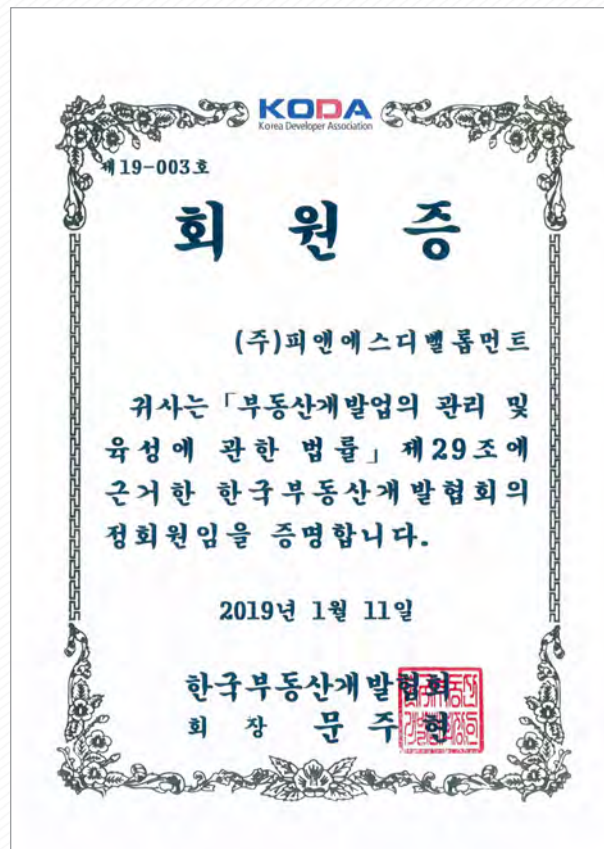 KODA
Korea Developer Association
제19-003호
회 원 증
(주)피앤에스디벨롭먼트
귀사는 「부동산개발업의 관리 및
육성에 관한 법률」 제29조에
근거한 한국부동산개발협회의
정회원임을 증명합니다.
2019년 1월 11일
한국부동산개발협회
회 장 문 주 현